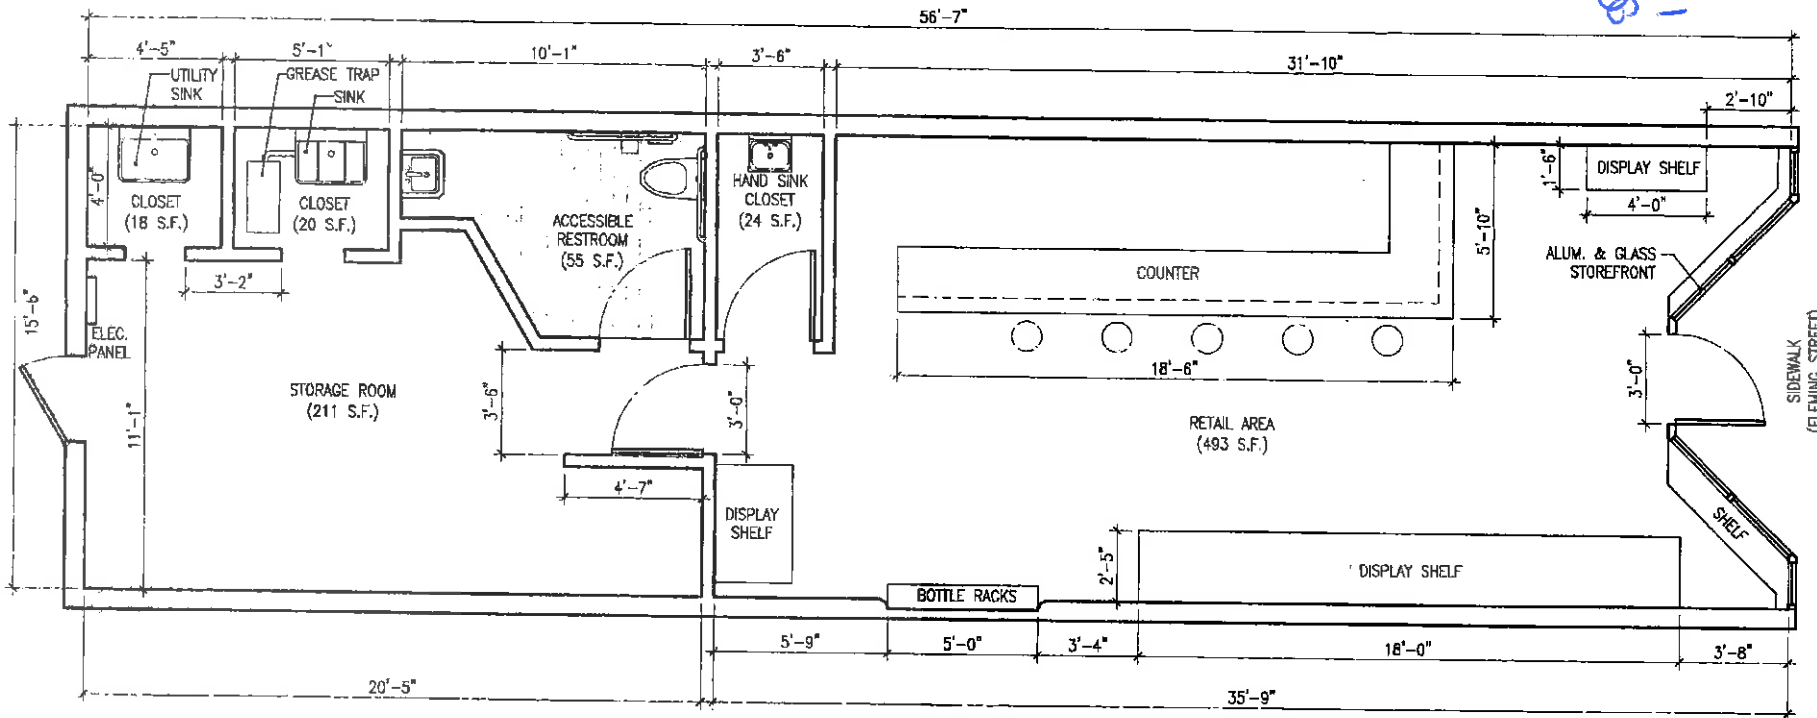 56'-7"
4'-5"
5'-1"
10'-1"
3'-6"
31'-10"
2'-10"
UTILITY
SINK
GREASE TRAP
SINK
4'-0"
CLOSET
(18 S.F.)
CLOSET
(20 S.F.)
ACCESSIBLE
RESTROOM
(55 S.F.)
HAND SINK
CLOSET
(24 S.F.)
5'-10"
1'-6"
DISPLAY SHELF
4'-0"
COUNTER
ALUM. & GLASS
STOREFRONT
3'-2"
15'-6"
ELEC.
PANEL
11'-1"
STORAGE ROOM
(211 S.F.)
3'-6"
3'-0"
18'-6"
RETAIL AREA
(493 S.F.)
3'-0"
SIDEWALK
(FLEMING STREET)
4'-7"
DISPLAY
SHELF
SHELF
2'-5"
DISPLAY SHELF
BOTTLE RACKS
5'-9"
5'-0"
3'-4"
18'-0"
3'-8"
20'-5"
35'-9"